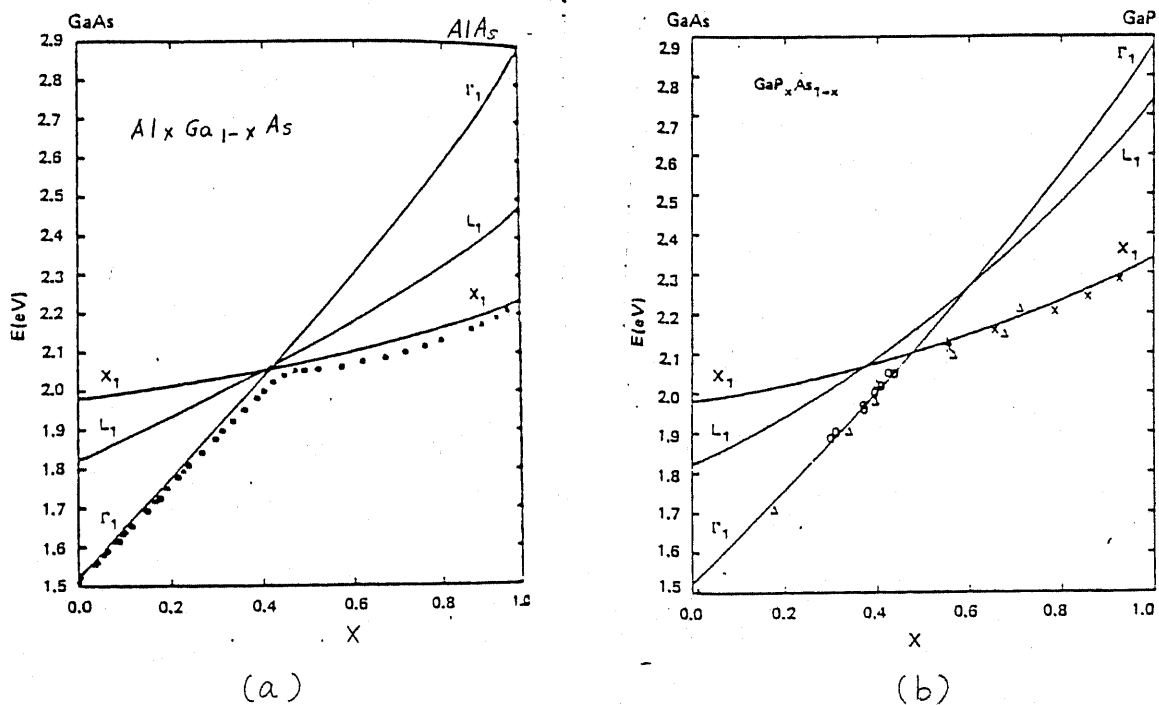 GaAs
AlAs
2.9
2.8
2.7
2.6
2.5
2.4
2.3
2.2
2.1
2.0
1.9
1.8
1.7
1.6
1.5
E(eV)
Al x Ga 1-x As
Γ1
L1
X1
X1
L1
Γ1
0.0 0.2 0.4 0.6 0.8 1.0
X
(a)
GaAs
GaP
2.9
2.8
2.7
2.6
2.5
2.4
2.3
2.2
2.1
2.0
1.9
1.8
1.7
1.6
1.5
E(eV)
GaPxAs1-x
Γ1
L1
X1
X1
L1
Γ1
0.0 0.2 0.4 0.6 0.8 1.0
X
(b)